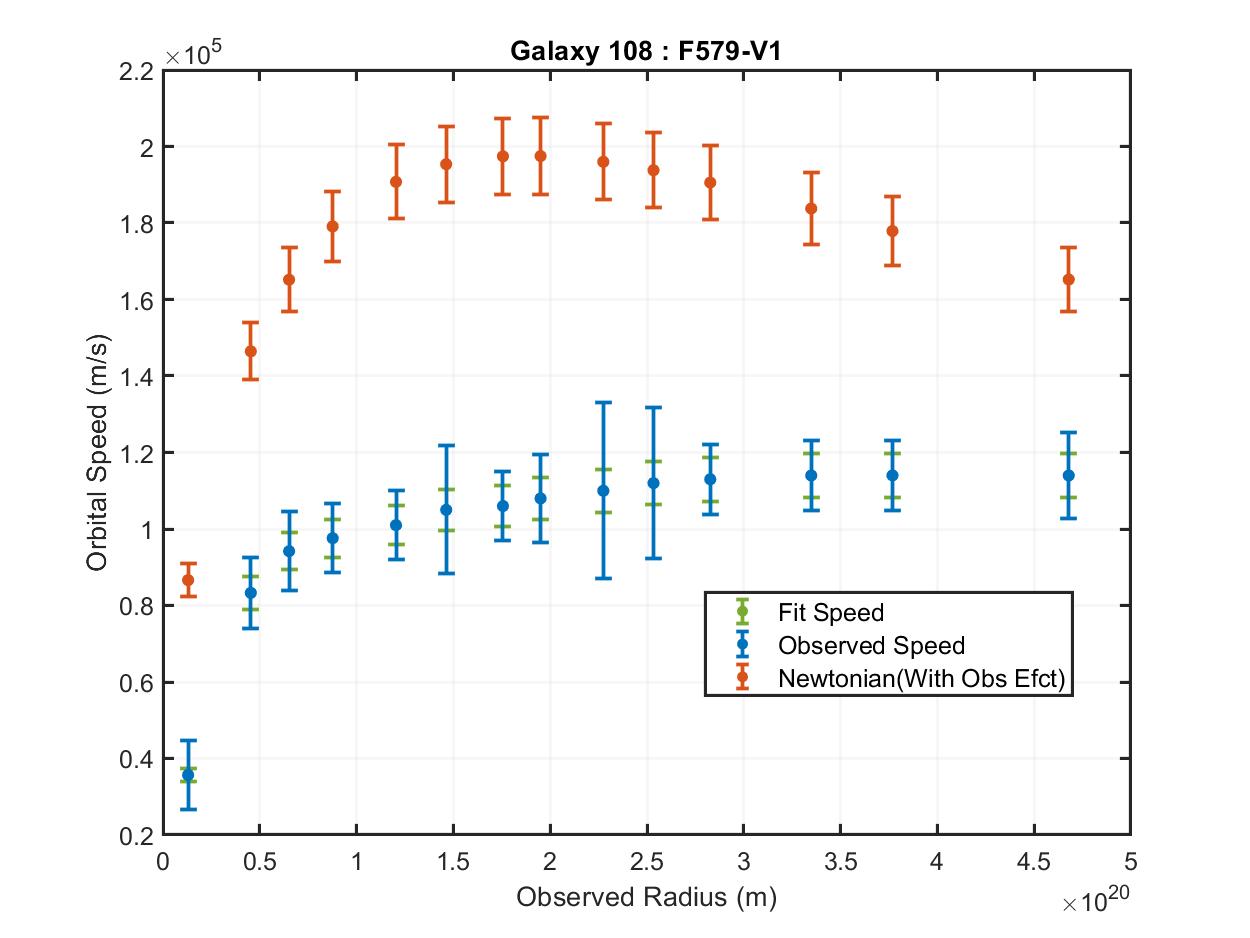 Galaxy 108 : F579-V1
×10^5
2.2
2
1.8
1.6
1.4
1.2
1
0.8
0.6
0.4
0.2
Orbital Speed (m/s)
Fit Speed
Observed Speed
Newtonian(With Obs Efct)
0 0.5 1 1.5 2 2.5 3 3.5 4 4.5 5
Observed Radius (m)
×10^20